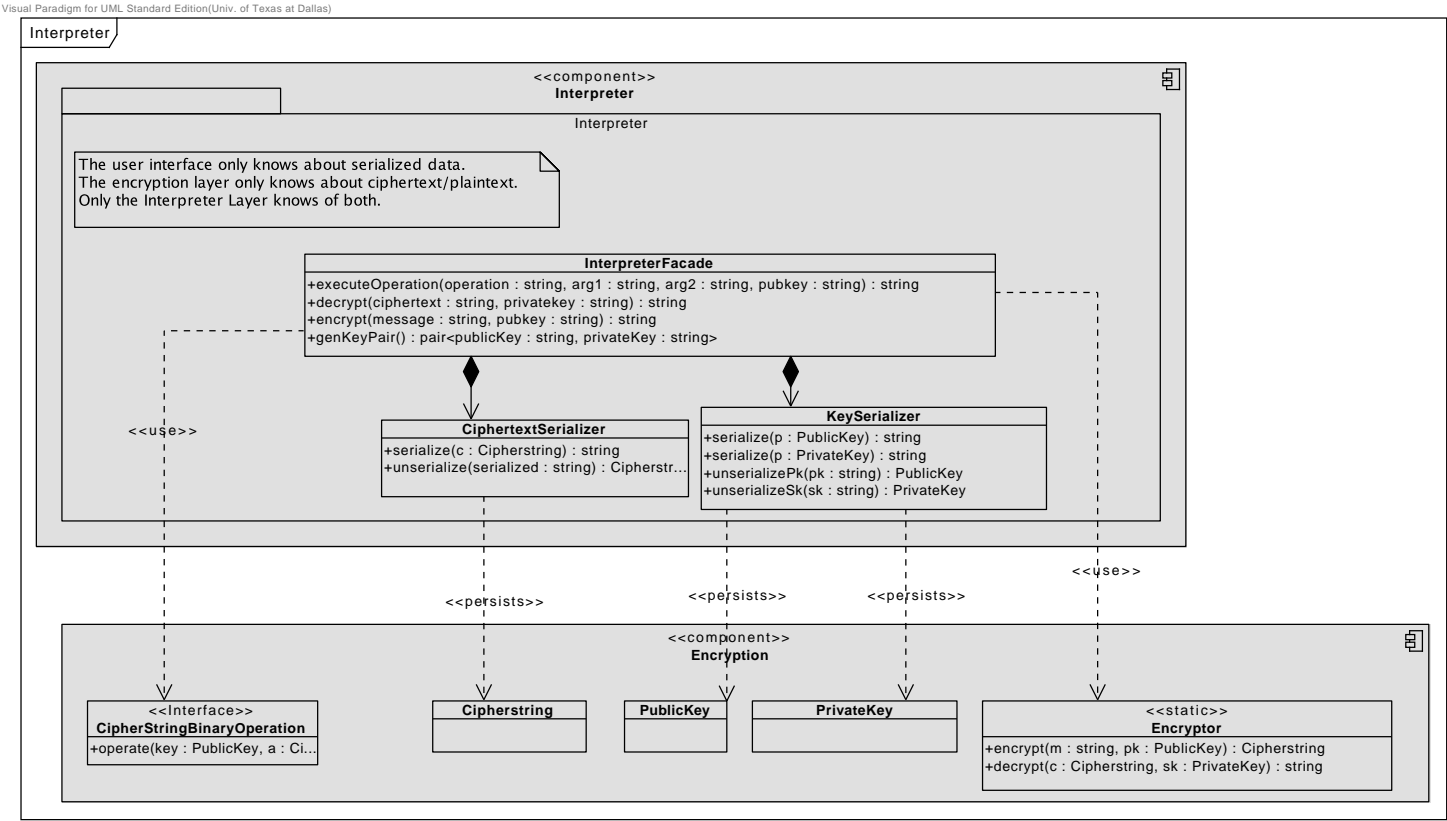 Visual Paradigm for UML Standard Edition(Univ. of Texas at Dallas)
Interpreter
<<component>>
Interpreter
Interpreter
The user interface only knows about serialized data.
The encryption layer only knows about ciphertext/plaintext.
Only the Interpreter Layer knows of both.
InterpreterFacade
+executeOperation(operation : string, arg1 : string, arg2 : string, pubkey : string) : string
+decrypt(ciphertext : string, privatekey : string) : string
+encrypt(message : string, pubkey : string) : string
+genKeyPair() : pair<publicKey : string, privateKey : string>
<<use>>
CiphertextSerializer
+serialize(c : Cipherstring) : string
+unserialize(serialized : string) : Cipherstr...
KeySerializer
+serialize(p : PublicKey) : string
+serialize(p : PrivateKey) : string
+unserializePk(pk : string) : PublicKey
+unserializeSk(sk : string) : PrivateKey
<<use>>
<<persists>>
<<persists>>
<<persists>>
<<component>>
Encryption
<<Interface>>
CipherStringBinaryOperation
+operate(key : PublicKey, a : Ci...
Cipherstring
PublicKey
PrivateKey
<<static>>
Encryptor
+encrypt(m : string, pk : PublicKey) : Cipherstring
+decrypt(c : Cipherstring, sk : PrivateKey) : string